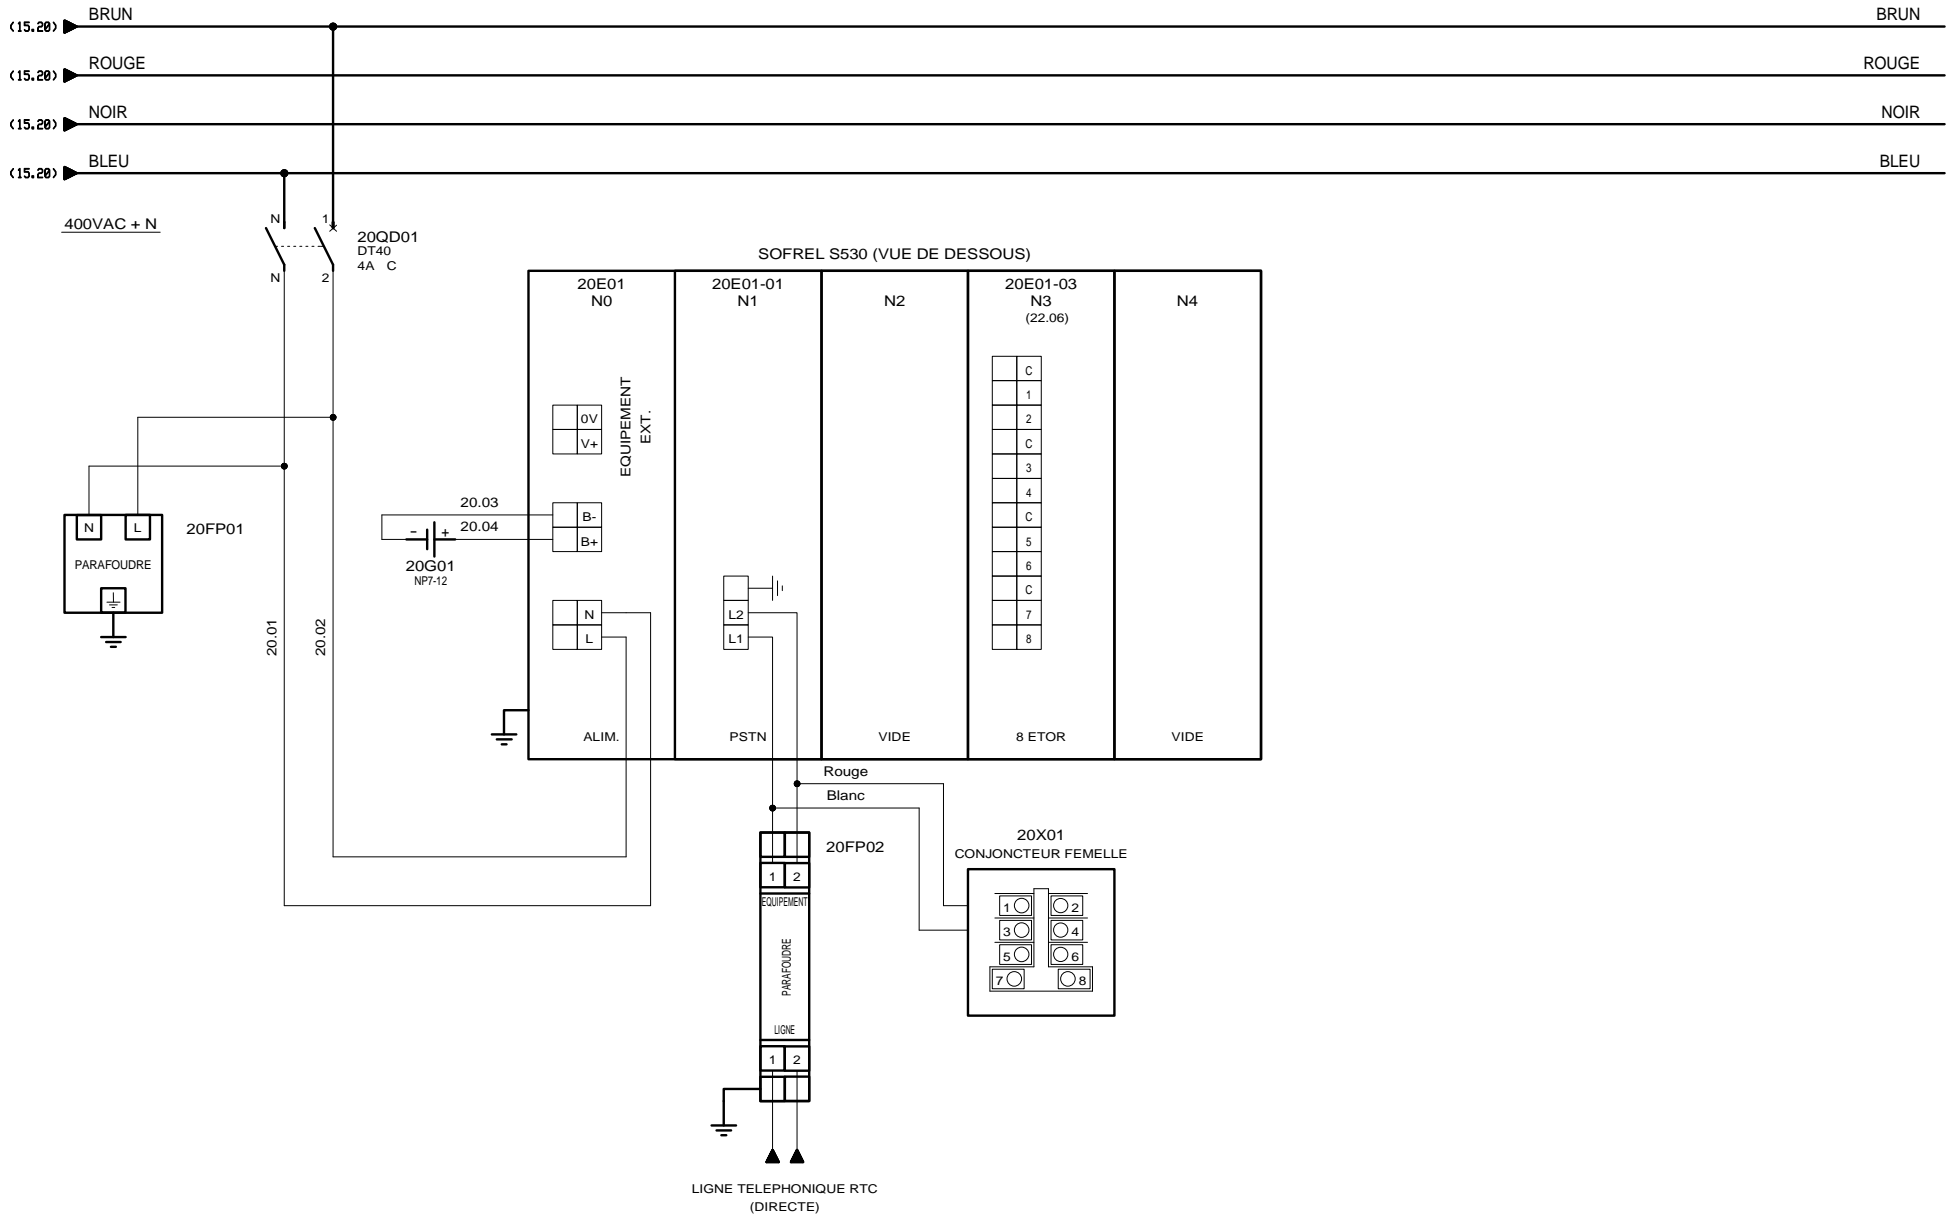 (15.20) BRUN BRUN
(15.20) ROUGE ROUGE
(15.20) NOIR NOIR
(15.20) BLEU BLEU
400VAC + N
N 1
20QD01
DT40
4A C
N 2
SOFREL S530 (VUE DE DESSOUS)
20E01
N0
20E01-01
N1
N2
20E01-03
N3
(22.06)
N4
EQUIPEMENT
EXT.
0V
V+
20.03
B-
20.04
B+
- +
20G01
NP7-12
N L
20FP01
PARAFOUDRE
20.01
20.02
N
L
L2
L1
C
1
2
C
3
4
C
5
6
C
7
8
ALIM.
PSTN
VIDE
8 ETOR
VIDE
Rouge
Blanc
20FP02
1 2
EQUIPEMENT
PARAFOUDRE
LIGNE
1 2
20X01
CONJONCTEUR FEMELLE
1 2
3 4
5 6
7 8
LIGNE TELEPHONIQUE RTC
(DIRECTE)